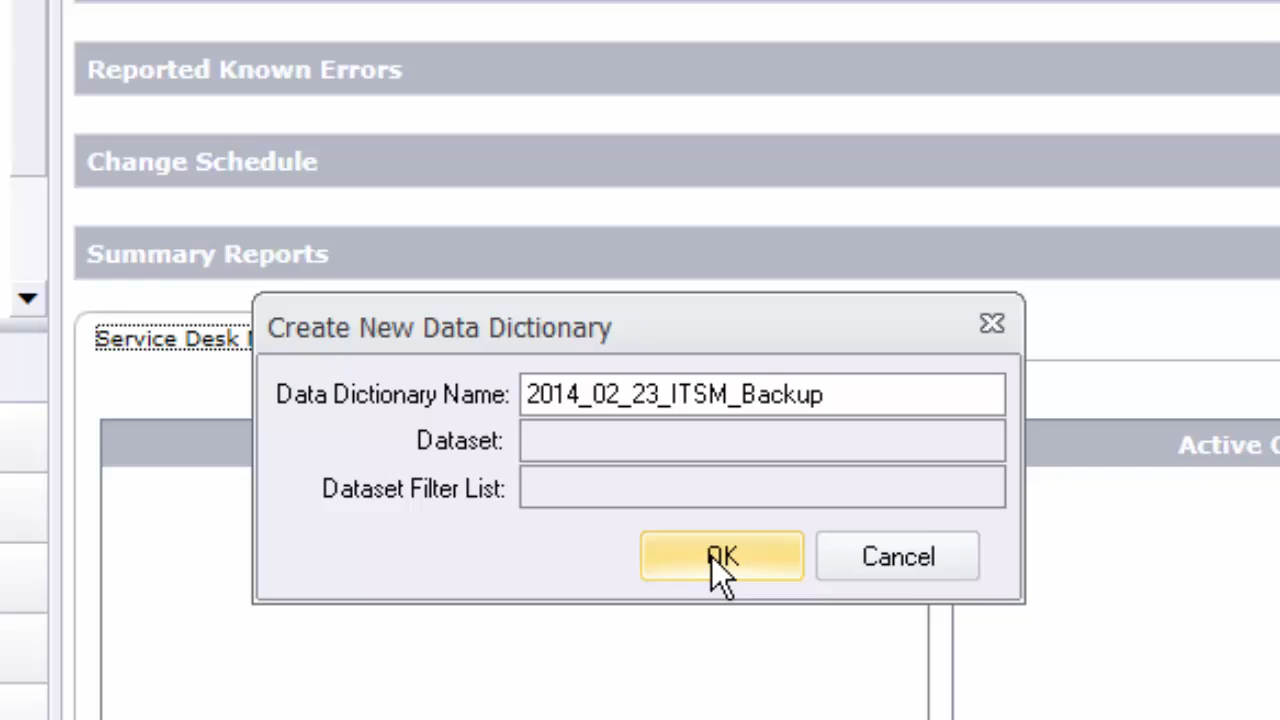 Reported Known Errors
Change Schedule
Summary Reports
Create New Data Dictionary
Service Desk
Data Dictionary Name: 2014_02_23_ITSM_Backup
Dataset:
Active
Dataset Filter List:
OK Cancel